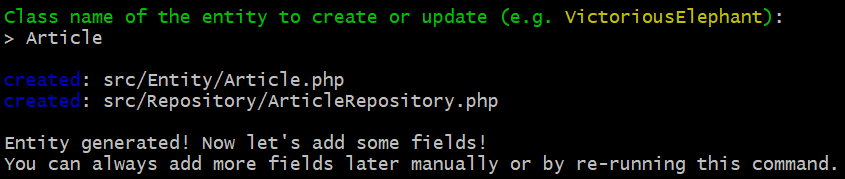 Class name of the entity to create or update (e.g. VictoriousElephant):
> Article
created: src/Entity/Article.php
created: src/Repository/ArticleRepository.php
Entity generated! Now let's add some fields!
You can always add more fields later manually or by re-running this command.